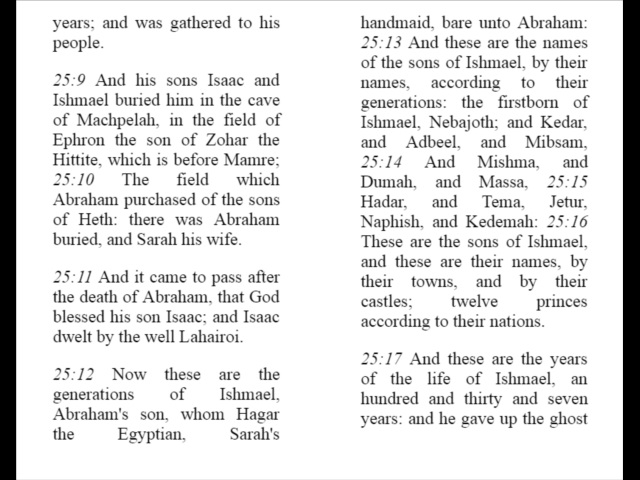 years; and was gathered to his
people.
25:9 And his sons Isaac and
Ishmael buried him in the cave
of Machpelah, in the field of
Ephron the son of Zohar the
Hittite, which is before Mamre;
25:10 The field which
Abraham purchased of the sons
of Heth: there was Abraham
buried, and Sarah his wife.
25:11 And it came to pass after
the death of Abraham, that God
blessed his son Isaac; and Isaac
dwelt by the well Lahairoi.
25:12 Now these are the
generations of Ishmael,
Abraham's son, whom Hagar
the Egyptian, Sarah's
handmaid, bare unto Abraham:
25:13 And these are the names
of the sons of Ishmael, by their
names, according to their
generations: the firstborn of
Ishmael, Nebajoth; and Kedar,
and Adbeel, and Mibsam,
25:14 And Mishma, and
Dumah, and Massa, 25:15
Hadar, and Tema, Jetur,
Naphish, and Kedemah: 25:16
These are the sons of Ishmael,
and these are their names, by
their towns, and by their
castles; twelve princes
according to their nations.
25:17 And these are the years
of the life of Ishmael, an
hundred and thirty and seven
years: and he gave up the ghost